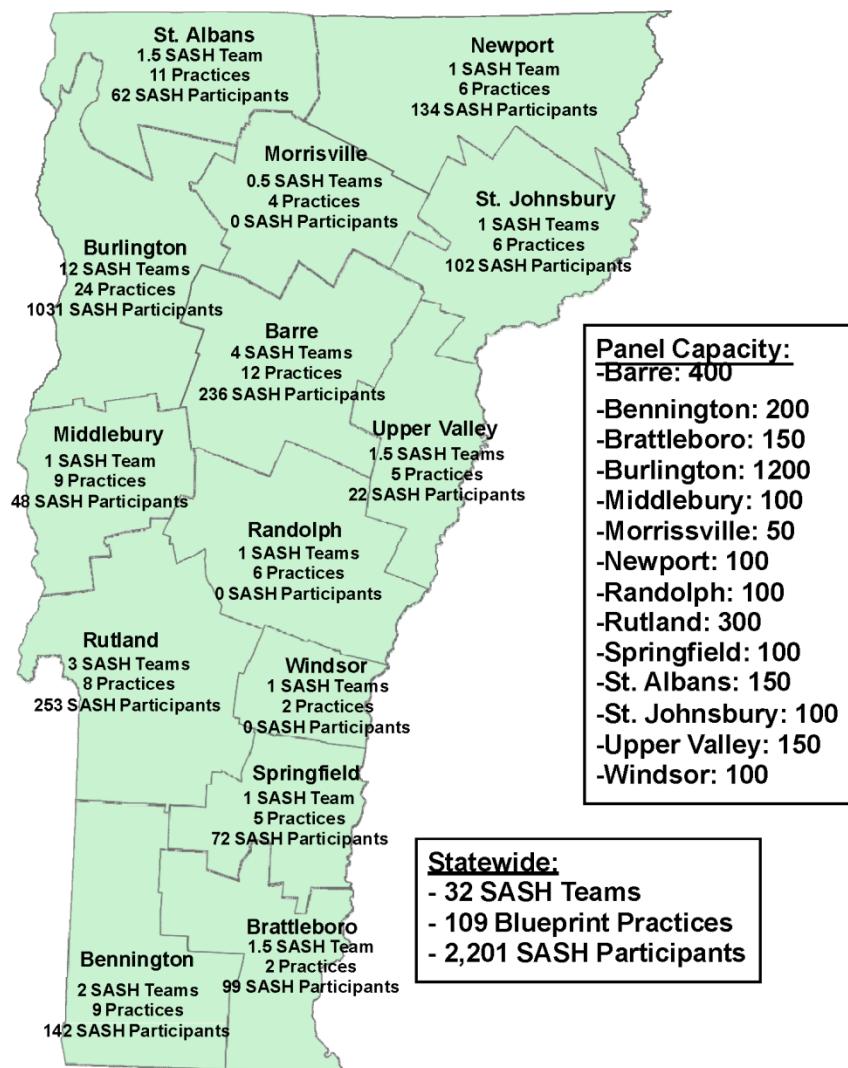 St. Albans
1.5 SASH Team
11 Practices
62 SASH Participants
Newport
1 SASH Team
6 Practices
134 SASH Participants
Morrisville
0.5 SASH Teams
4 Practices
0 SASH Participants
St. Johnsbury
1 SASH Teams
6 Practices
102 SASH Participants
Burlington
12 SASH Teams
24 Practices
1031 SASH Participants
Barre
4 SASH Teams
12 Practices
236 SASH Participants
Middlebury
1 SASH Team
9 Practices
48 SASH Participants
Upper Valley
1.5 SASH Teams
5 Practices
22 SASH Participants
Randolph
1 SASH Teams
6 Practices
0 SASH Participants
Rutland
3 SASH Teams
8 Practices
253 SASH Participants
Windsor
1 SASH Teams
2 Practices
0 SASH Participants
Springfield
1 SASH Team
5 Practices
72 SASH Participants
Brattleboro
1.5 SASH Team
2 Practices
99 SASH Participants
Bennington
2 SASH Teams
9 Practices
142 SASH Participants
Panel Capacity:
-Barre: 400
-Bennington: 200
-Brattleboro: 150
-Burlington: 1200
-Middlebury: 100
-Morrissville: 50
-Newport: 100
-Randolph: 100
-Rutland: 300
-Springfield: 100
-St. Albans: 150
-St. Johnsbury: 100
-Upper Valley: 150
-Windsor: 100
Statewide:
- 32 SASH Teams
- 109 Blueprint Practices
- 2,201 SASH Participants